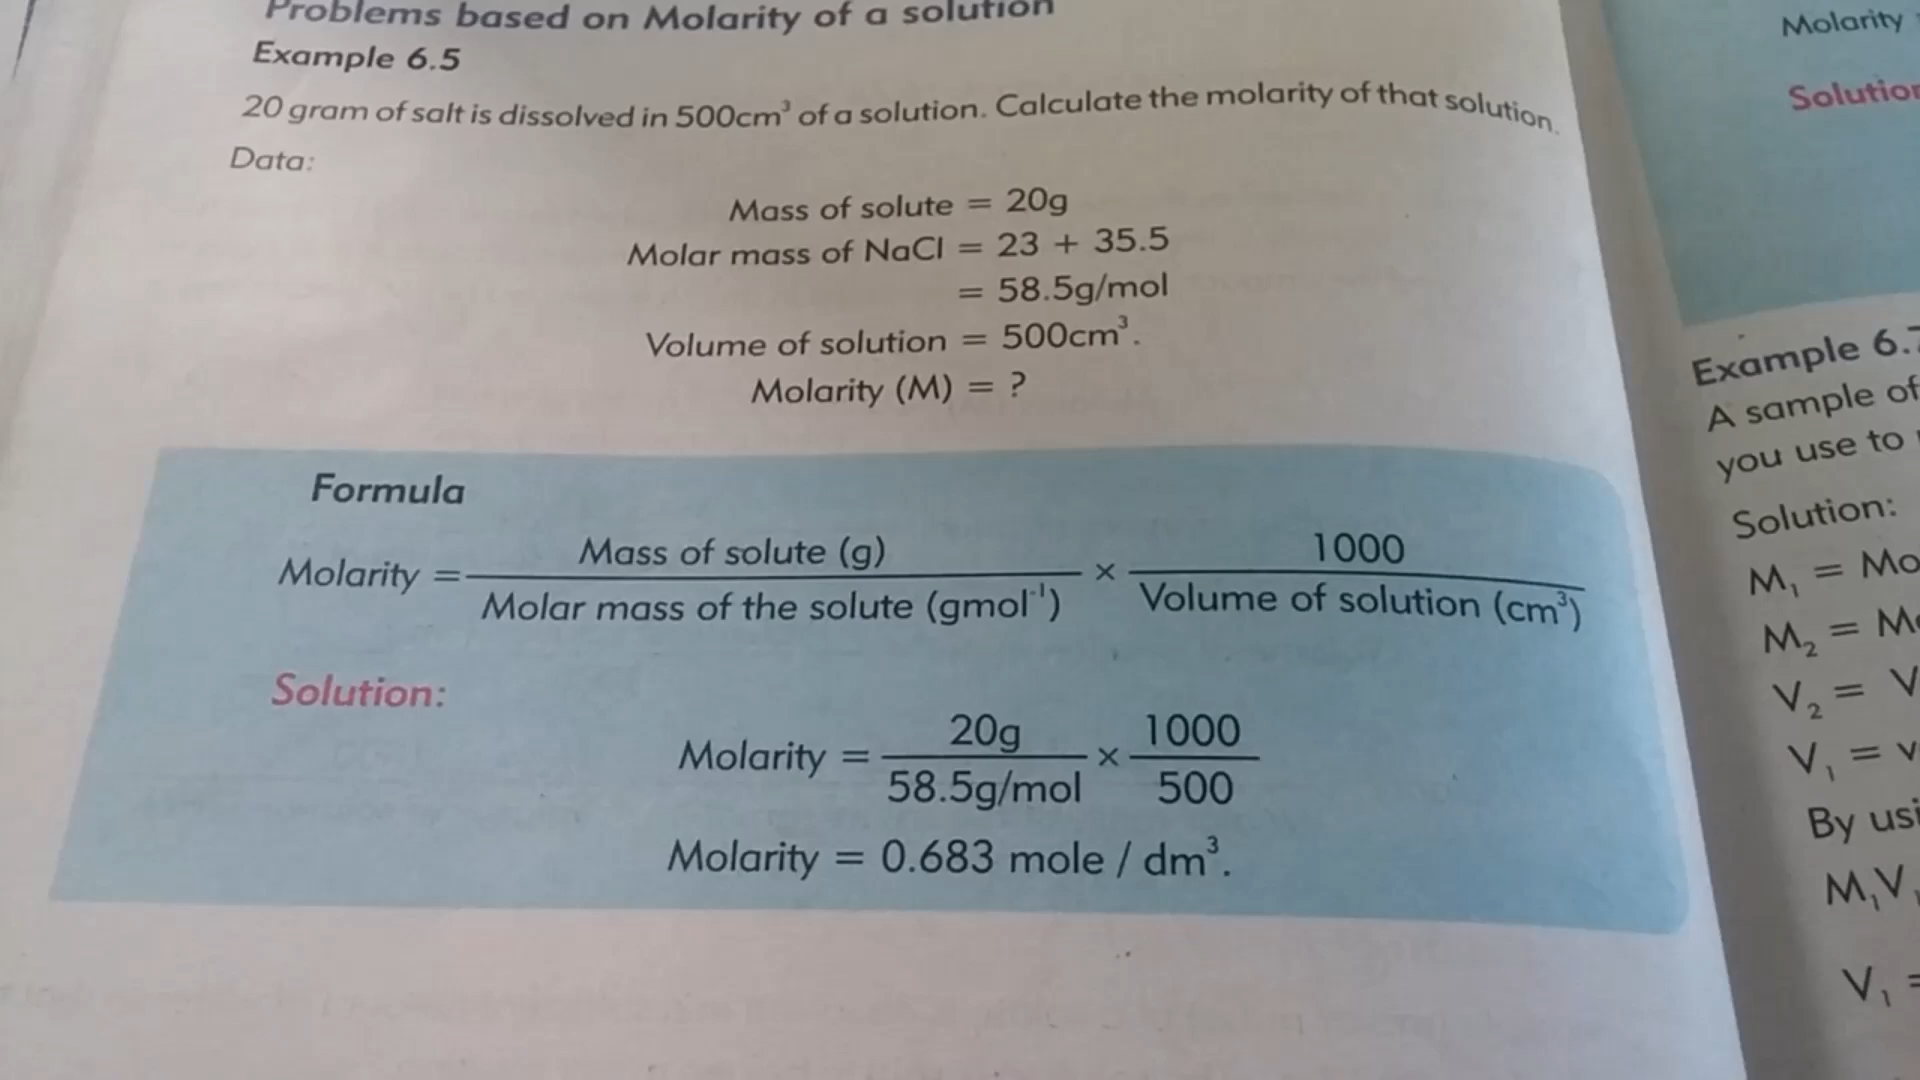 Problems based on Molarity of a solution
Example 6.5
20 gram of salt is dissolved in 500cm³ of a solution. Calculate the molarity of that solution.
Data:
Mass of solute = 20g
Molar mass of NaCl = 23 + 35.5
= 58.5g/mol
Volume of solution = 500cm³.
Molarity (M) = ?
Formula
Molarity = Mass of solute (g) / Molar mass of the solute (gmol⁻¹) × 1000 / Volume of solution (cm³)
Solution:
Molarity = 20g / 58.5g/mol × 1000 / 500
Molarity = 0.683 mole / dm³.
Molarity
Solution
Example 6.7
A sample of
you use to
Solution:
M₁ = Mo
M₂ = Mo
V₂ = V
V₁ = v
By usi
M₁V₁
V₁ =